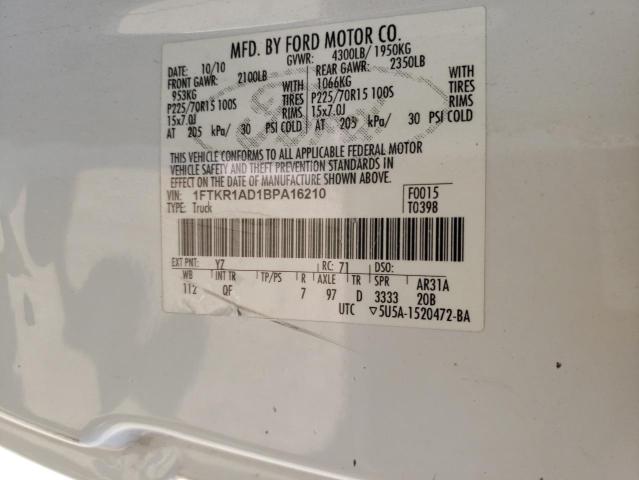 MFD. BY FORD MOTOR CO.
DATE: 10/10 GVWR: 4300LB/ 1950KG
FRONT GAWR: 2100LB REAR GAWR: 2350LB
953KG WITH 1066KG WITH
P225/70R15 100S TIRES P225/70R15 100S TIRES
15x7.0J RIMS 15x7.0J RIMS
AT 205 kPa/ 30 PSI COLD AT 205 kPa/ 30 PSI COLD
THIS VEHICLE CONFORMS TO ALL APPLICABLE FEDERAL MOTOR
VEHICLE SAFETY AND THEFT PREVENTION STANDARDS IN
EFFECT ON THE DATE OF MANUFACTURE SHOWN ABOVE.
VIN: 1FTKR1AD1BPA16210 F0015
TYPE: Truck T0398
EXT PNT: Y7 RC: 71 DSO:
WB INT TR TP/PS R AXLE TR SPR AR31A
112 QF 7 97 D 3333 20B
UTC ▽5U5A-1520472-BA